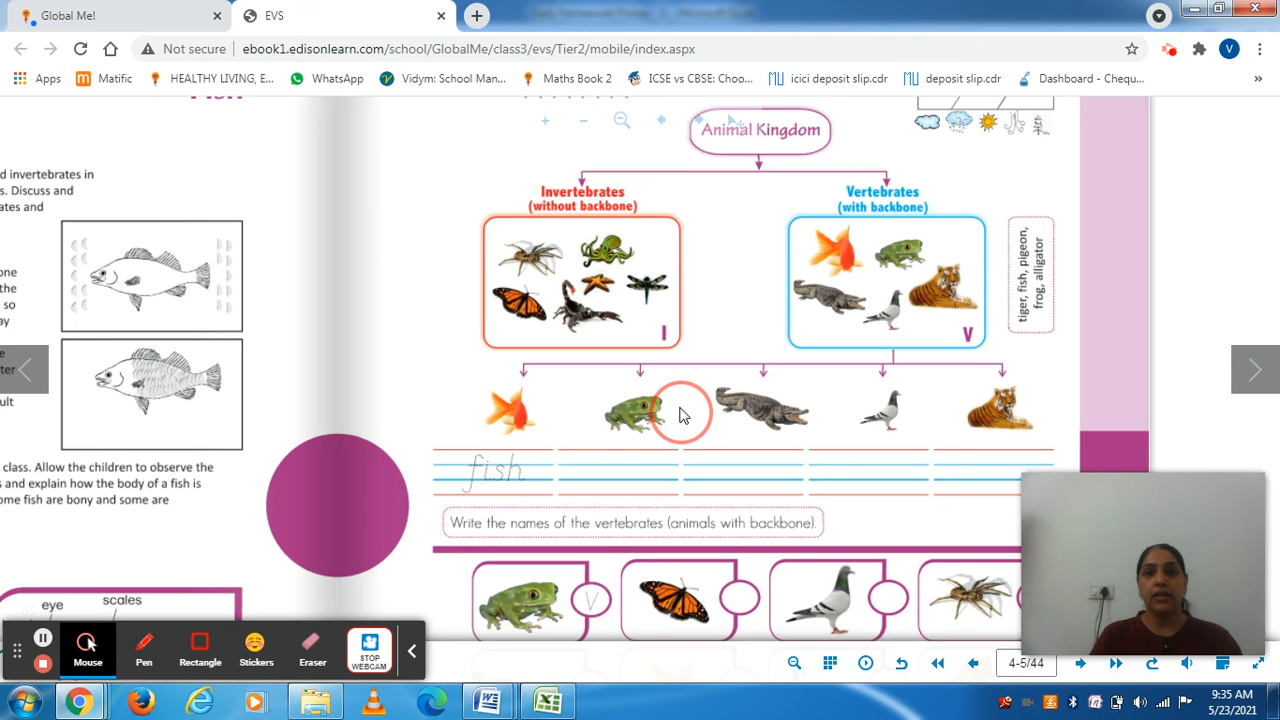 Global Me!
EVS
Not secure
ebook1.edisonlearn.com/school/GlobalMe/class3/evs/Tier2/mobile/index.aspx
V
Apps
Matific
HEALTHY LIVING, E...
WhatsApp
Vidym: School Man...
Maths Book 2
ICSE vs CBSE: Choo...
icici deposit slip.cdr
deposit slip.cdr
Dashboard - Chequ...
»
Fish
d invertebrates in
s. Discuss and
rates and
one
the
so
ay
e
ter
ult
class. Allow the children to observe the
s and explain how the body of a fish is
ome fish are bony and some are
eye
scales
Animal Kingdom
Invertebrates
(without backbone)
Vertebrates
(with backbone)
I
V
tiger, fish, pigeon,
frog, alligator
fish
Write the names of the vertebrates (animals with backbone).
V
Mouse
Pen
Rectangle
Stickers
Eraser
STOP
WEBCAM
4-5/44
9:35 AM
5/23/2021